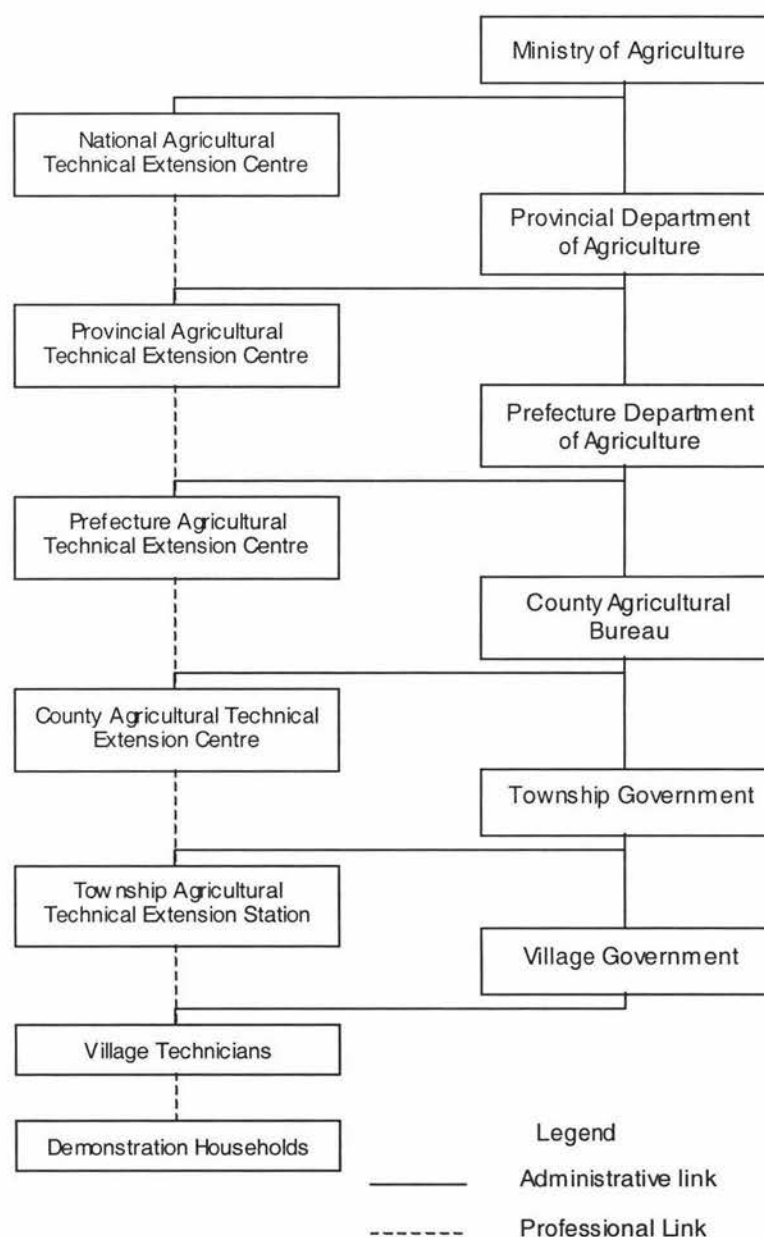 Ministry of Agriculture
National Agricultural
Technical Extension Centre
Provincial Department
of Agriculture
Provincial Agricultural
Technical Extension Centre
Prefecture Department
of Agriculture
Prefecture Agricultural
Technical Extension Centre
County Agricultural
Bureau
County Agricultural Technical
Extension Centre
Township Government
Township Agricultural
Technical Extension Station
Village Government
Village Technicians
Demonstration Households
Legend
Administrative link
Professional Link